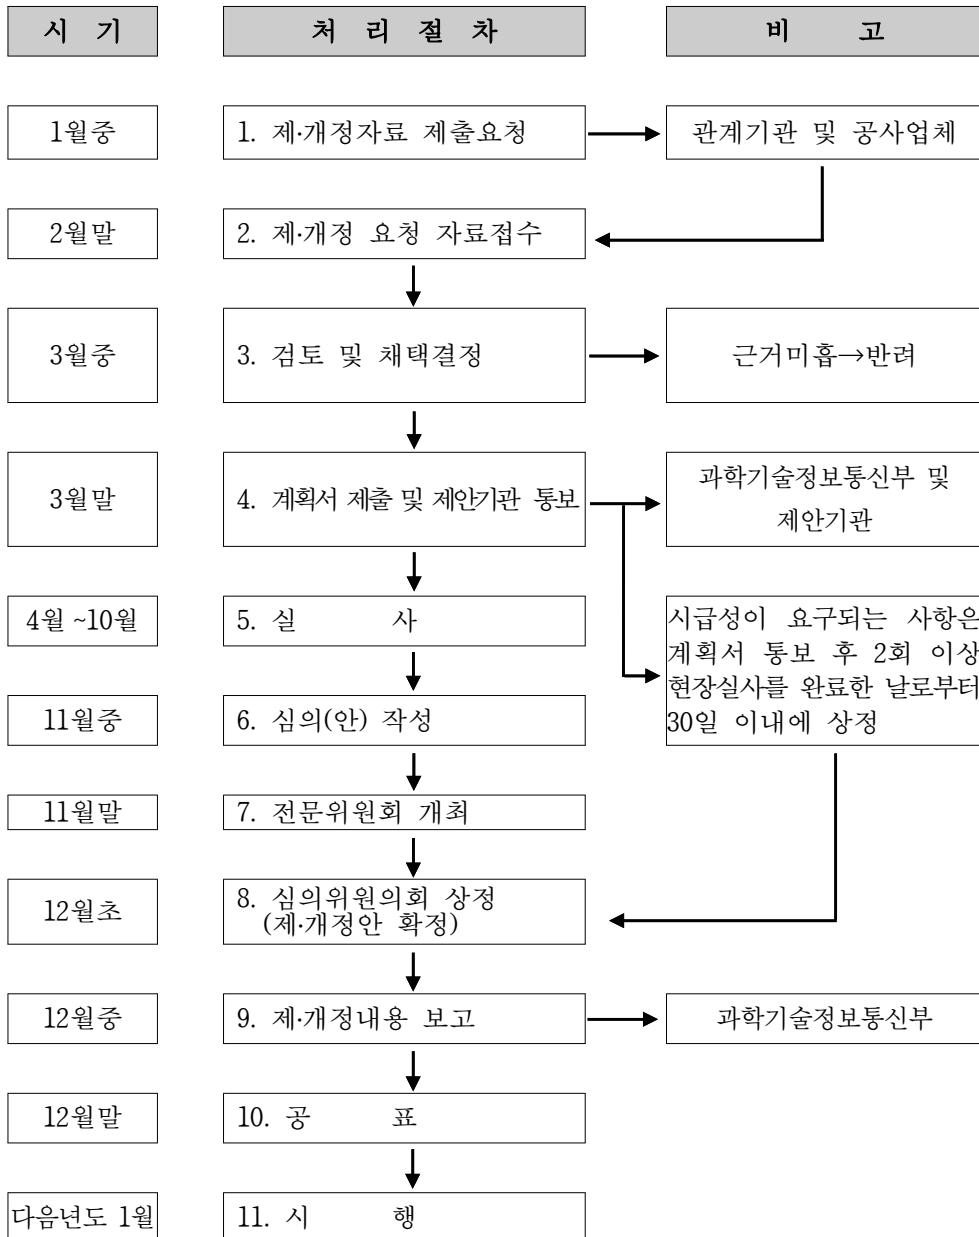 시 기 처 리 절 차 비 고
1월중 1. 제·개정자료 제출요청 관계기관 및 공사업체
2월말 2. 제·개정 요청 자료접수
3월중 3. 검토 및 채택결정 근거미흡→반려
3월말 4. 계획서 제출 및 제안기관 통보 과학기술정보통신부 및
제안기관
4월 ~10월 5. 실 사
시급성이 요구되는 사항은
계획서 통보 후 2회 이상
현장실사를 완료한 날로부터
30일 이내에 상정
11월중 6. 심의(안) 작성
11월말 7. 전문위원회 개최
12월초 8. 심의위원의회 상정
(제·개정안 확정)
12월중 9. 제·개정내용 보고 과학기술정보통신부
12월말 10. 공 표
다음년도 1월 11. 시 행